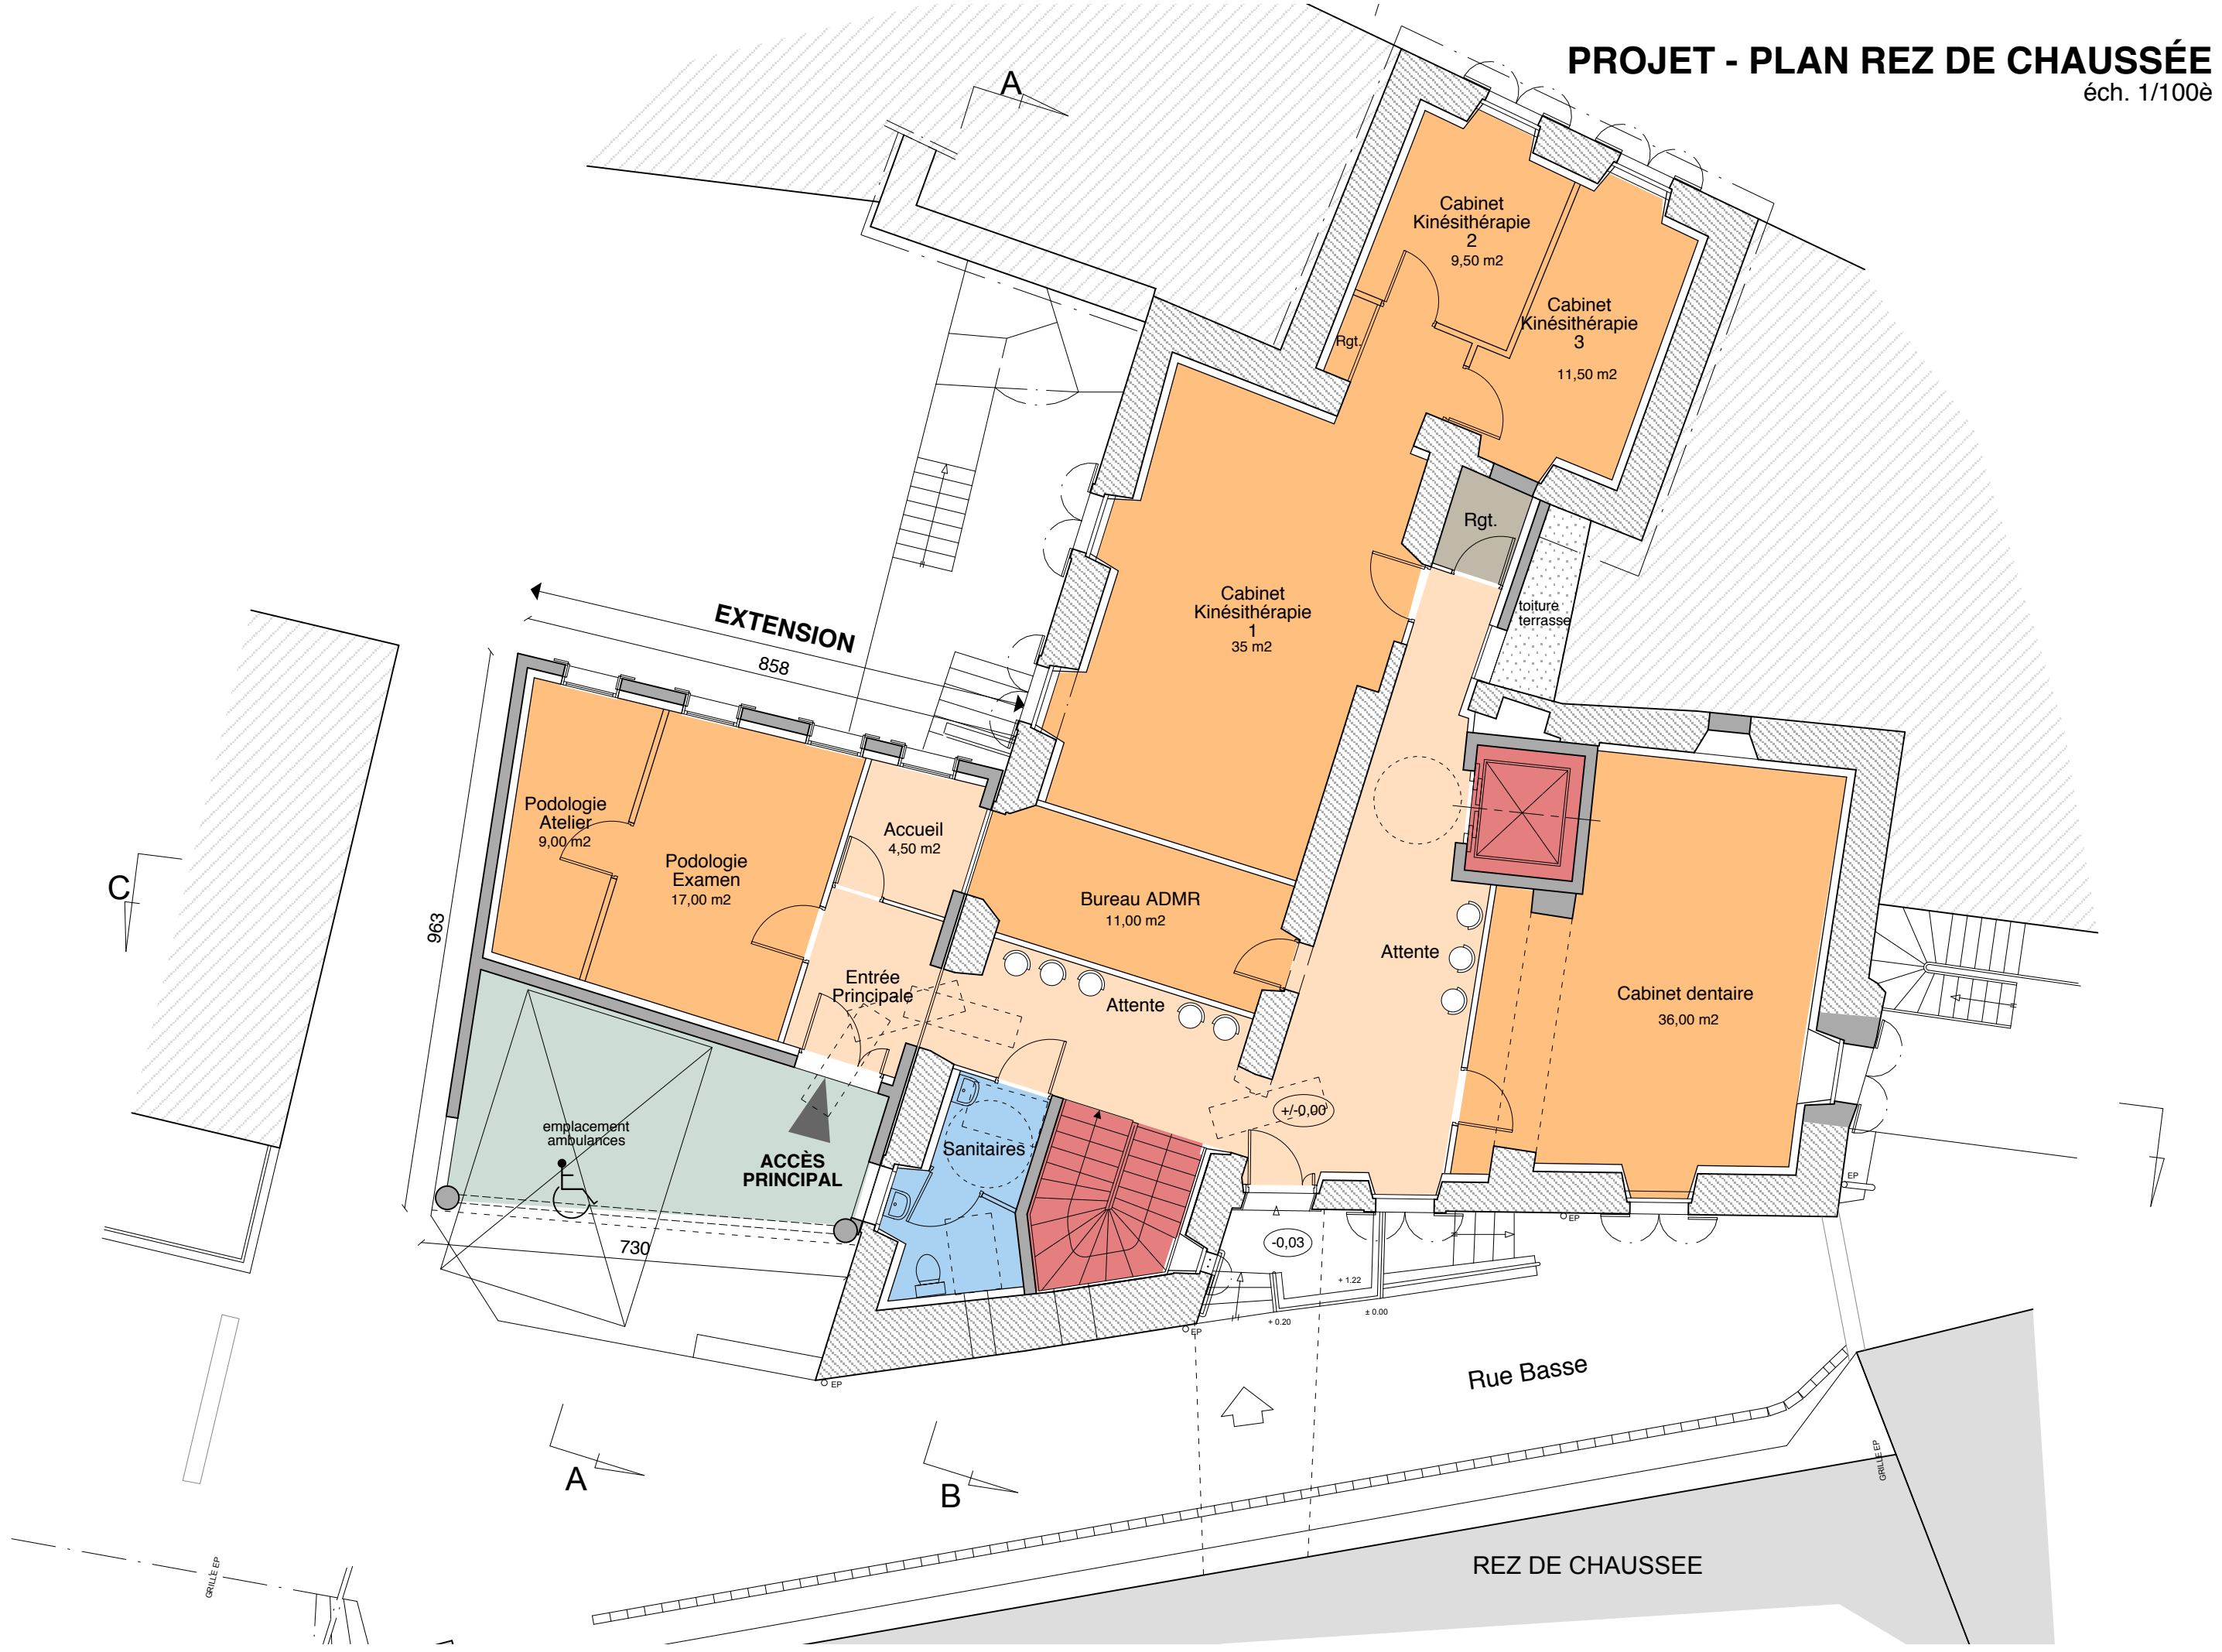 PROJET - PLAN REZ DE CHAUSSÉE
éch. 1/100è
A
Cabinet
Kinésithérapie
2
9,50 m2
Cabinet
Kinésithérapie
3
11,50 m2
Rgt.
Rgt.
toiture
terrasse
Cabinet
Kinésithérapie
1
35 m2
EXTENSION
858
963
C
Podologie
Atelier
9,00 m2
Podologie
Examen
17,00 m2
Accueil
4,50 m2
Bureau ADMR
11,00 m2
Attente
Entrée
Principale
Attente
Cabinet dentaire
36,00 m2
+/-0,00
emplacement
ambulances
ACCÈS
PRINCIPAL
Sanitaires
730
-0,03
+ 1.22
+ 0.20
± 0.00
EP
EP
EP
EP
Rue Basse
A
B
GRILLE EP
GRILLE EP
REZ DE CHAUSSEE